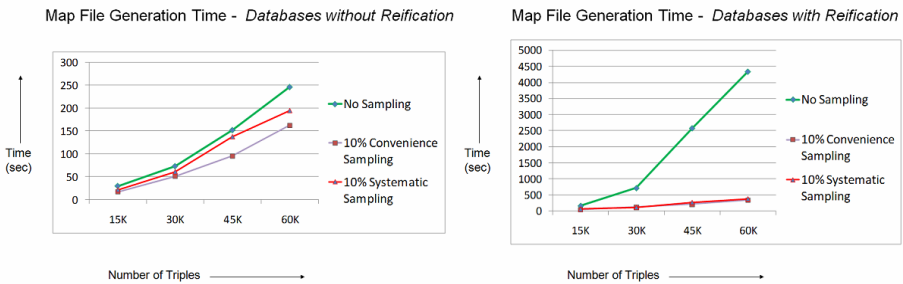 Map File Generation Time - Databases without Reification
300
250
200
150
100
50
0
15K 30K 45K 60K
Time
(sec)
Number of Triples
No Sampling
10% Convenience
Sampling
10% Systematic
Sampling
Map File Generation Time - Databases with Reification
5000
4500
4000
3500
3000
2500
2000
1500
1000
500
0
15K 30K 45K 60K
Time
(sec)
Number of Triples
No Sampling
10% Convenience
Sampling
10% Systematic
Sampling